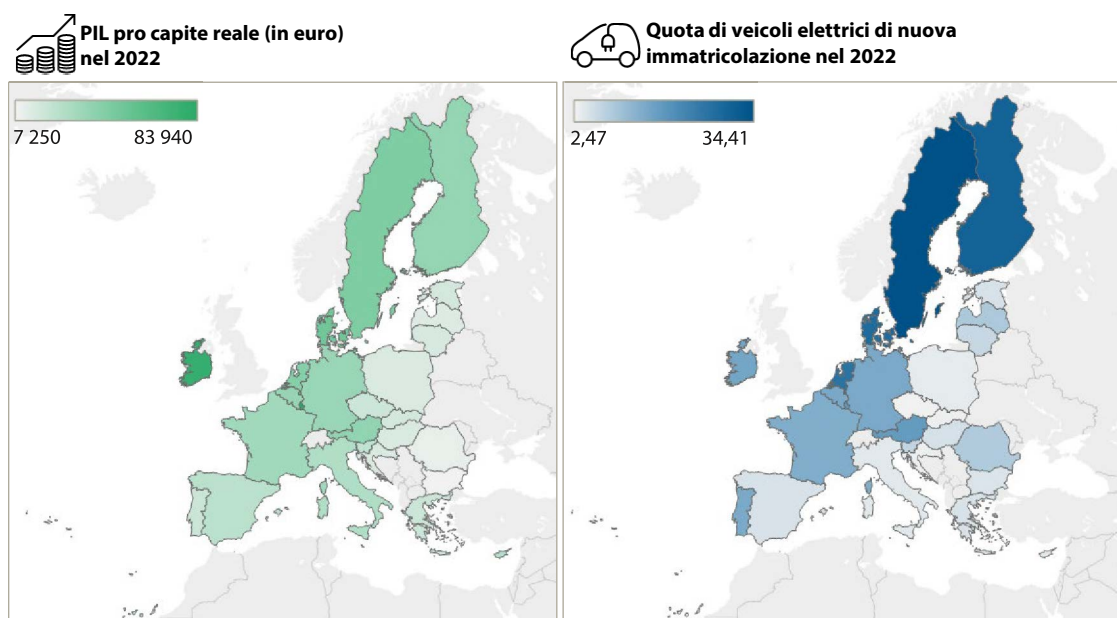 PIL pro capite reale (in euro)
nel 2022
7 250
83 940
Quota di veicoli elettrici di nuova
immatricolazione nel 2022
2,47
34,41